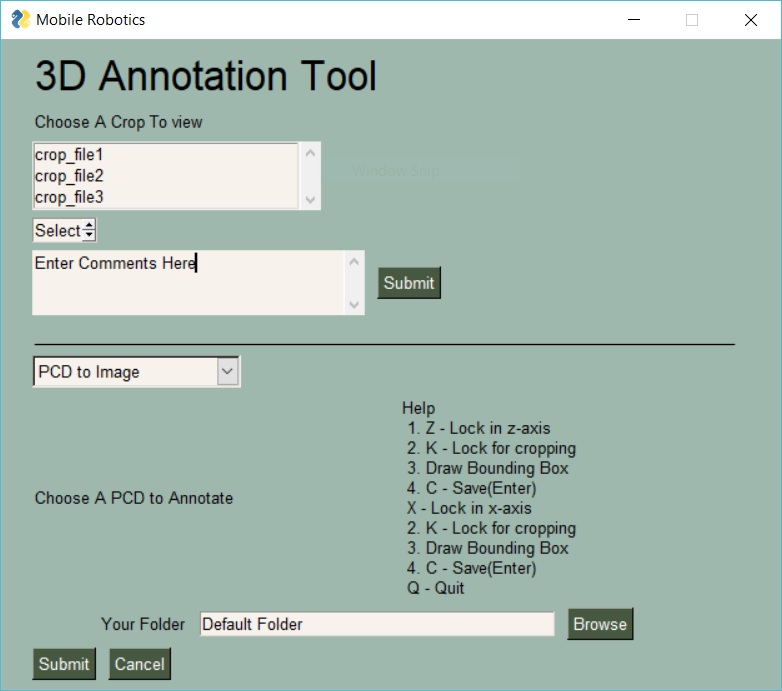 Mobile Robotics
3D Annotation Tool
Choose A Crop To view
crop_file1
crop_file2
crop_file3
Window Snip
Select
Enter Comments Here
Submit
PCD to Image
Help
1. Z - Lock in z-axis
2. K - Lock for cropping
3. Draw Bounding Box
4. C - Save(Enter)
Choose A PCD to Annotate
X - Lock in x-axis
2. K - Lock for cropping
3. Draw Bounding Box
4. C - Save(Enter)
Q - Quit
Your Folder Default Folder Browse
Submit Cancel